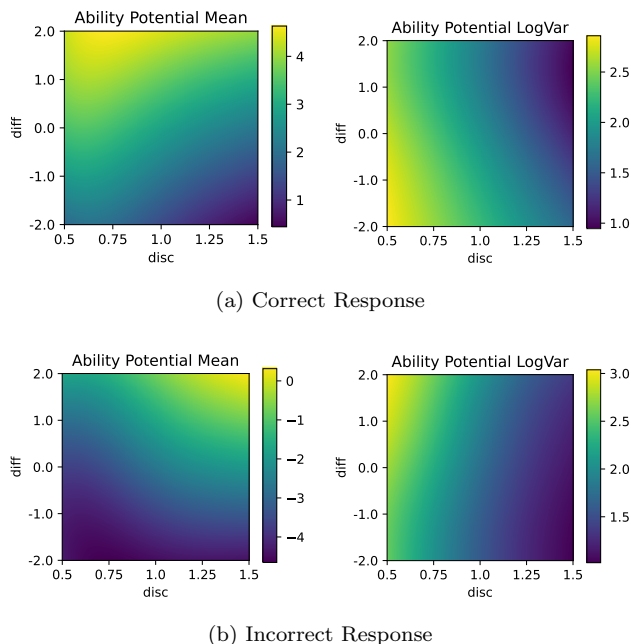 Ability Potential Mean
2.0
1.0
0.0
-1.0
-2.0
diff
0.5 0.75 1.0 1.25 1.5
disc
4
3
2
1
Ability Potential LogVar
2.0
1.0
0.0
-1.0
-2.0
diff
0.5 0.75 1.0 1.25 1.5
disc
2.5
2.0
1.5
1.0
(a) Correct Response
Ability Potential Mean
2.0
1.0
0.0
-1.0
-2.0
diff
0.5 0.75 1.0 1.25 1.5
disc
0
−1
−2
−3
−4
Ability Potential LogVar
2.0
1.0
0.0
-1.0
-2.0
diff
0.5 0.75 1.0 1.25 1.5
disc
3.0
2.5
2.0
1.5
(b) Incorrect Response